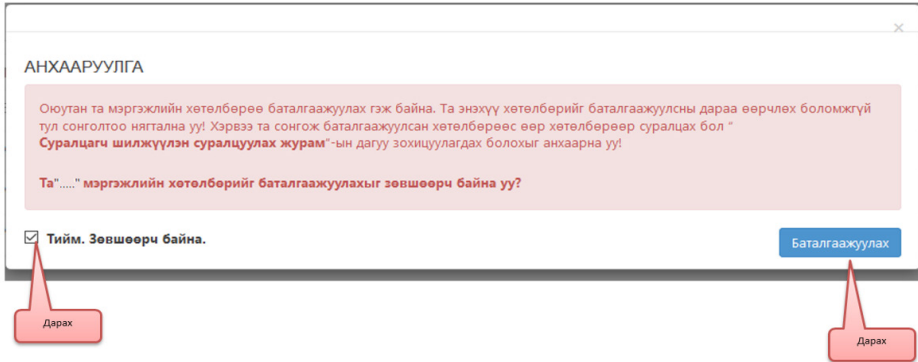 ×
АНХААРУУЛГА
Оюутан та мэргэжлийн хөтөлбөрөө баталгаажуулах гэж байна. Та энэхүү хөтөлбөрийг баталгаажуулсны дараа өөрчлөх боломжгүй
тул сонголтоо нягтална уу! Хэрвээ та сонгож баталгаажуулсан хөтөлбөрөөс өөр хөтөлбөрөөр суралцах бол "
Суралцагч шилжүүлэн суралцуулах журам"-ын дагуу зохицуулагдах болохыг анхаарна уу!
Та"....." мэргэжлийн хөтөлбөрийг баталгаажуулахыг зөвшөөрч байна уу?
Тийм. Зөвшөөрч байна.
Баталгаажуулах
Дарах
Дарах